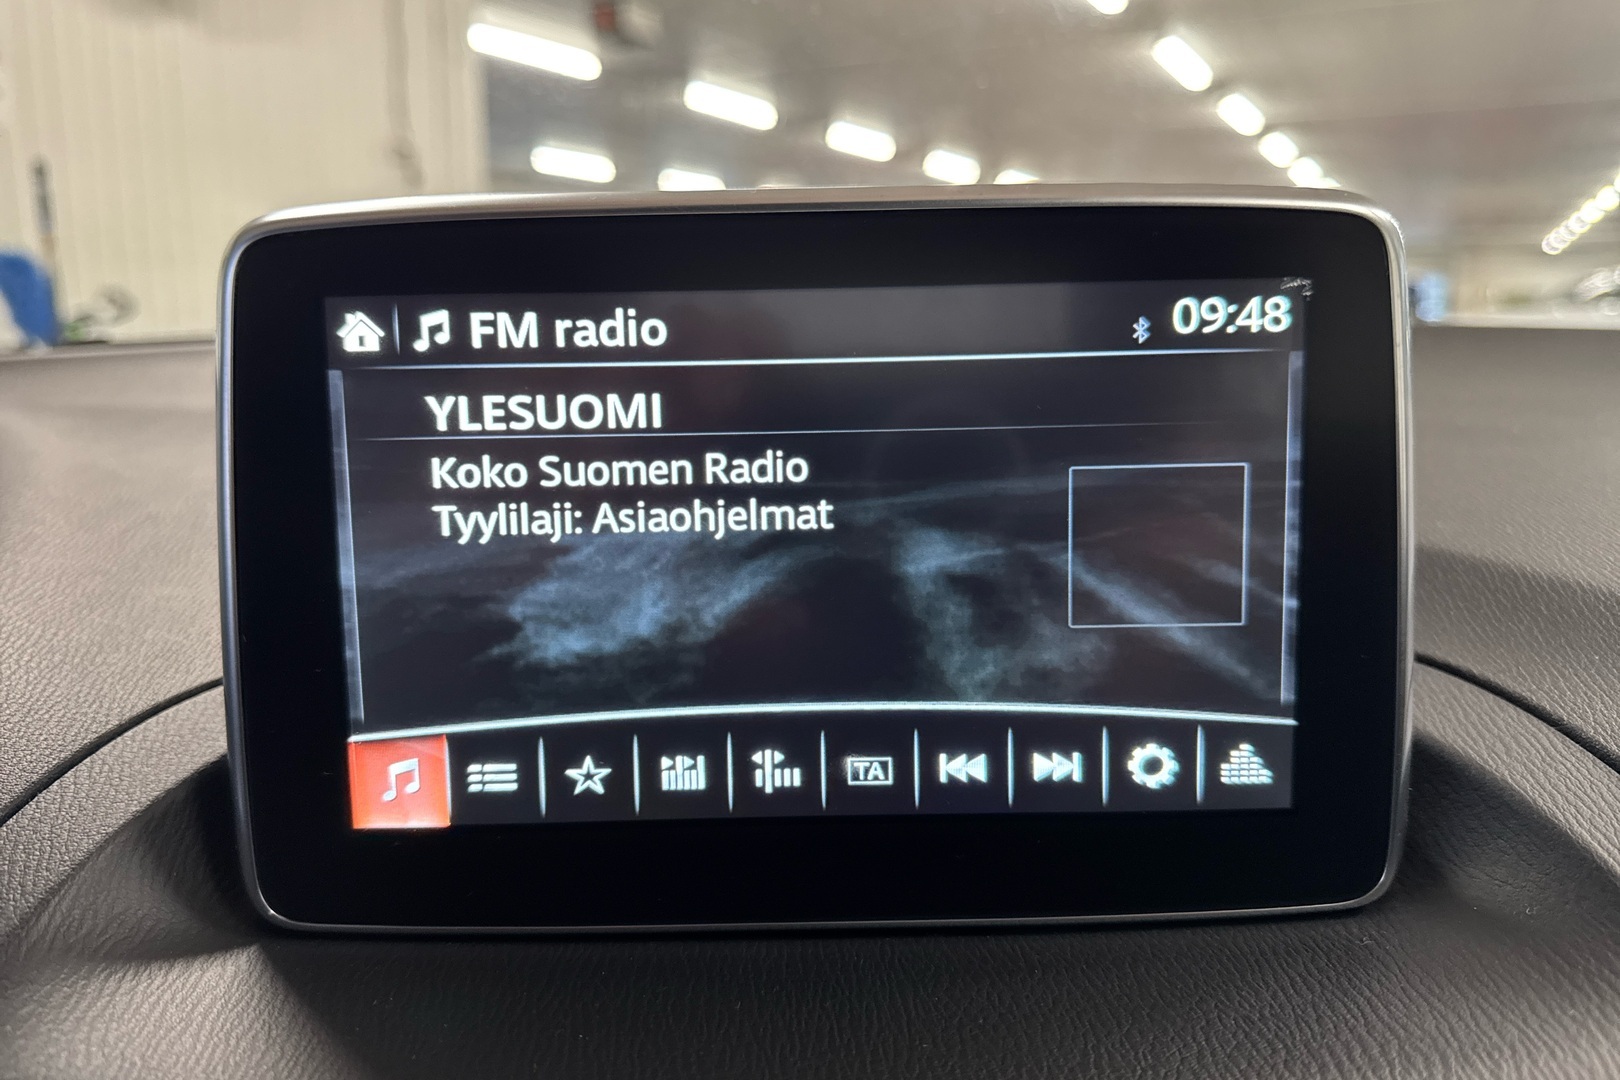 FM radio
09:48
YLESUOMI
Koko Suomen Radio
Tyylilaji: Asiaohjelmat
TA